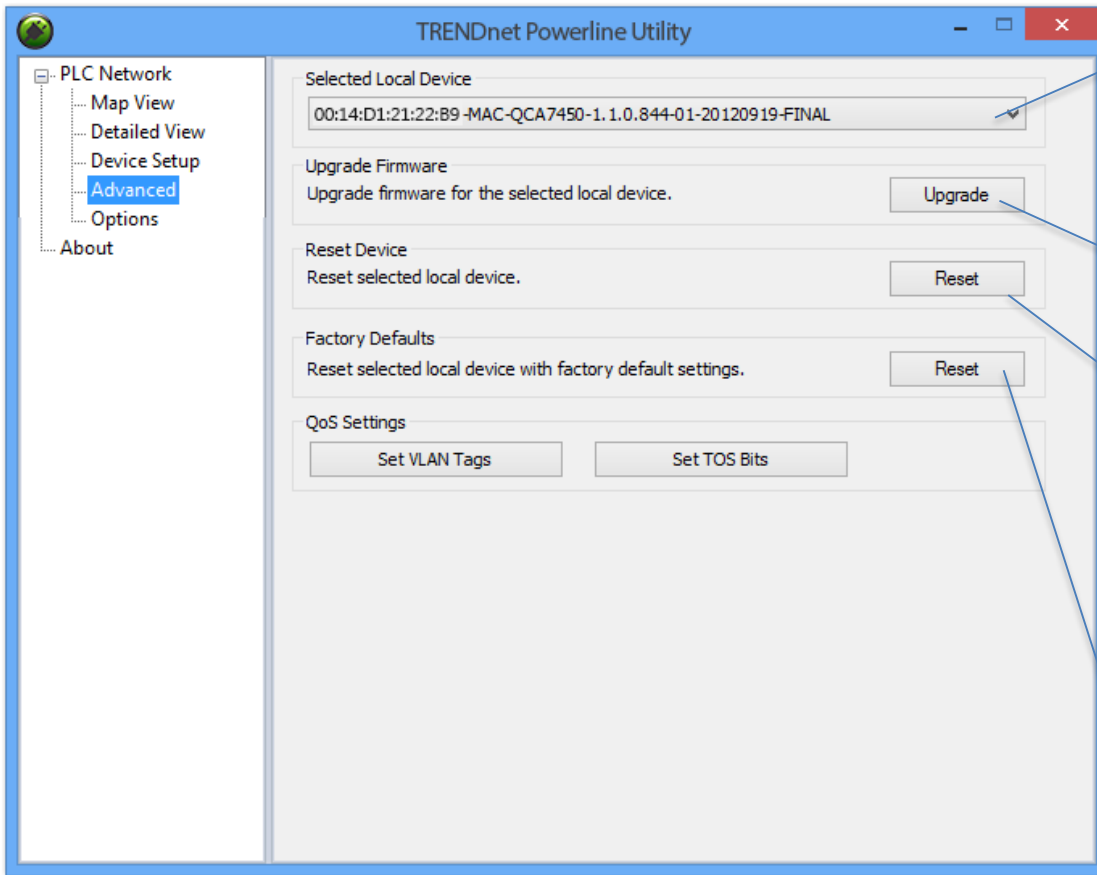 TRENDnet Powerline Utility
PLC Network
Map View
Detailed View
Device Setup
Advanced
Options
About
Selected Local Device
00:14:D1:21:22:B9-MAC-QCA7450-1.1.0.844-01-20120919-FINAL
Upgrade Firmware
Upgrade firmware for the selected local device.
Upgrade
Reset Device
Reset selected local device.
Reset
Factory Defaults
Reset selected local device with factory default settings.
Reset
QoS Settings
Set VLAN Tags
Set TOS Bits